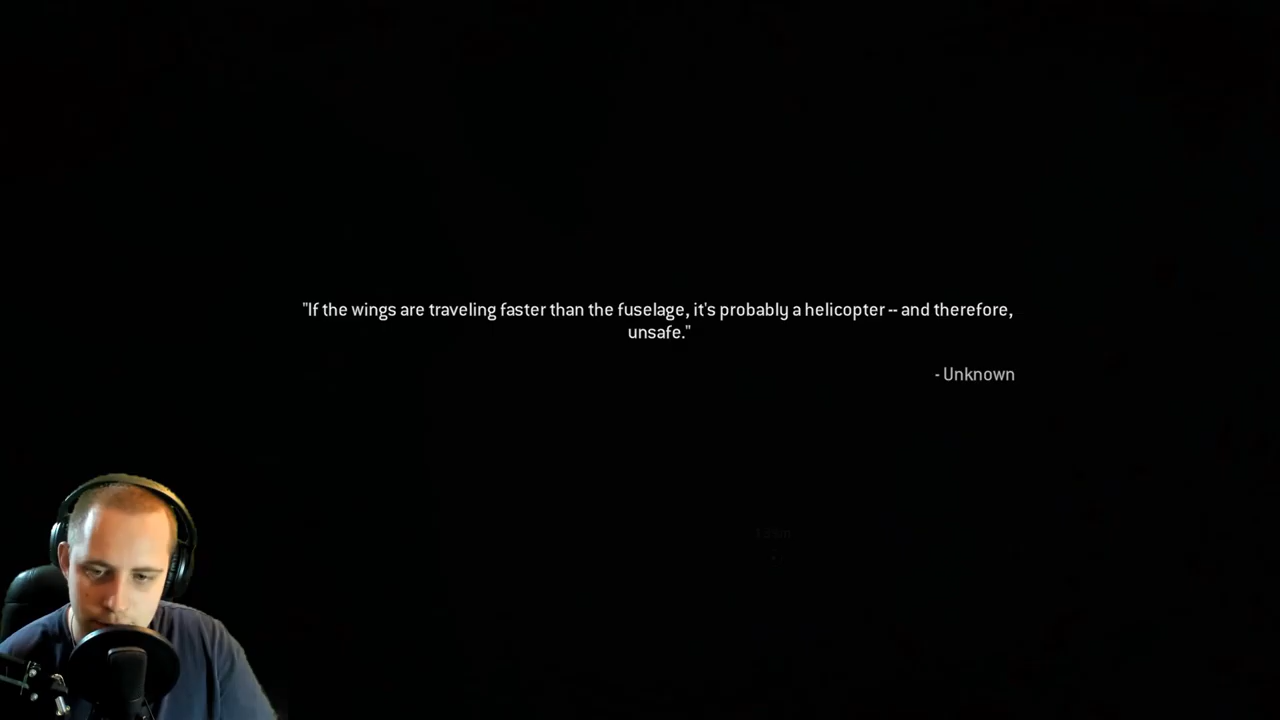 "If the wings are traveling faster than the fuselage, it's probably a helicopter -- and therefore,
unsafe."
- Unknown